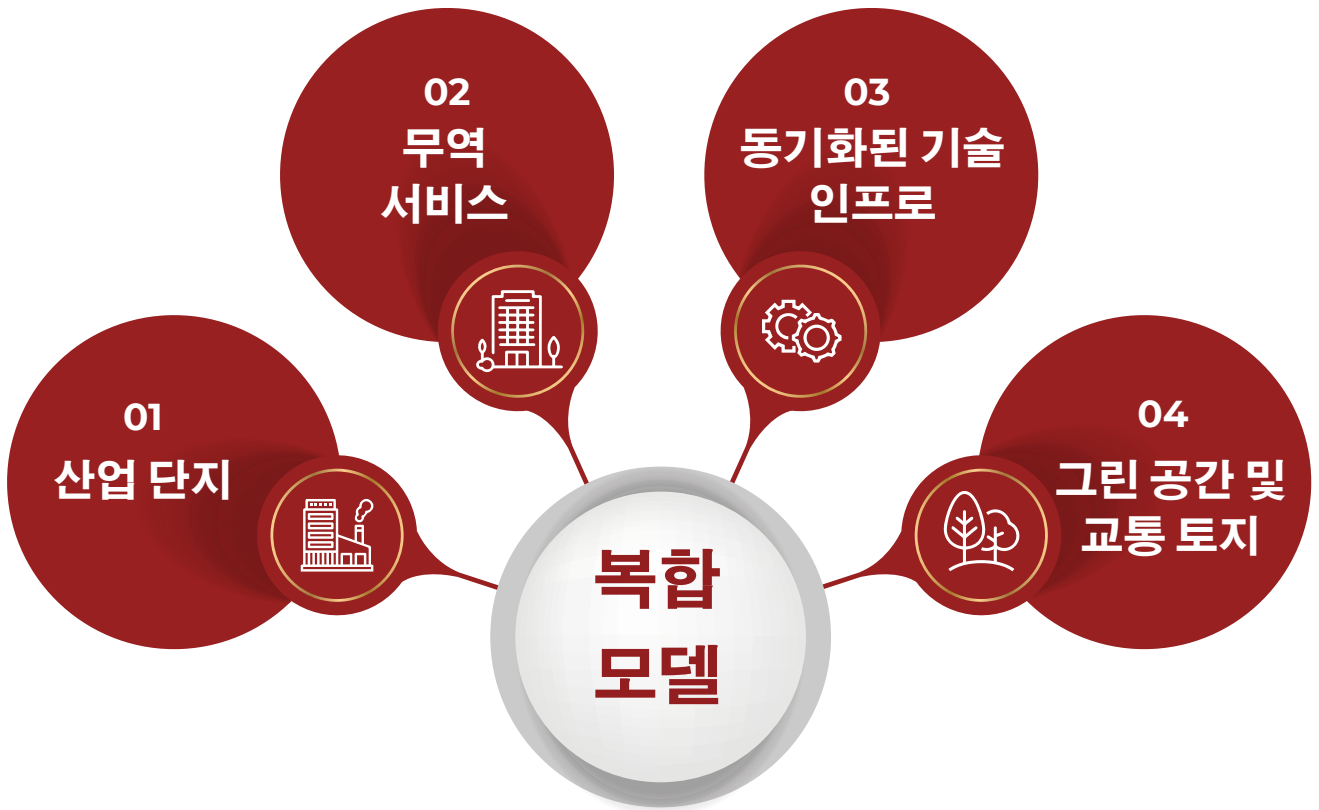 01
산업 단지
02
무역
서비스
03
동기화된 기술
인프로
04
그린 공간 및
교통 토지
복합
모델